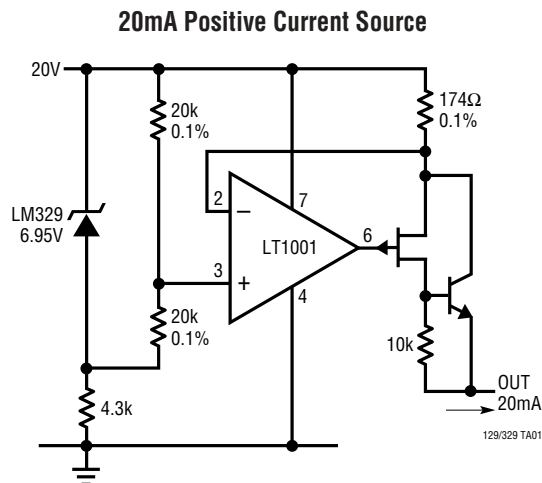 20mA Positive Current Source
20V
20k
0.1%
174Ω
0.1%
LM329
6.95V
2
–
7
LT1001
6
3
+
4
20k
0.1%
10k
4.3k
OUT
20mA
129/329 TA01